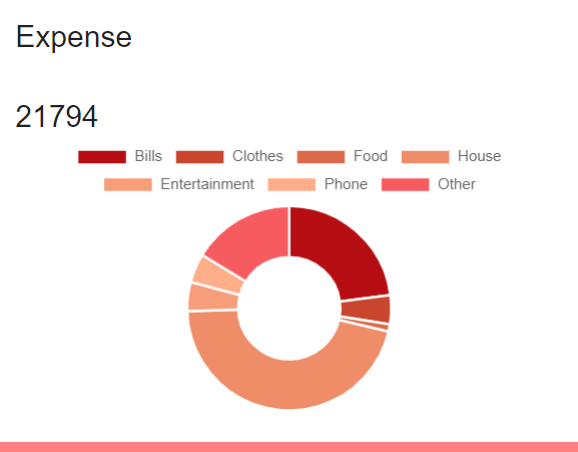 Expense
21794
Bills Clothes Food House
Entertainment Phone Other